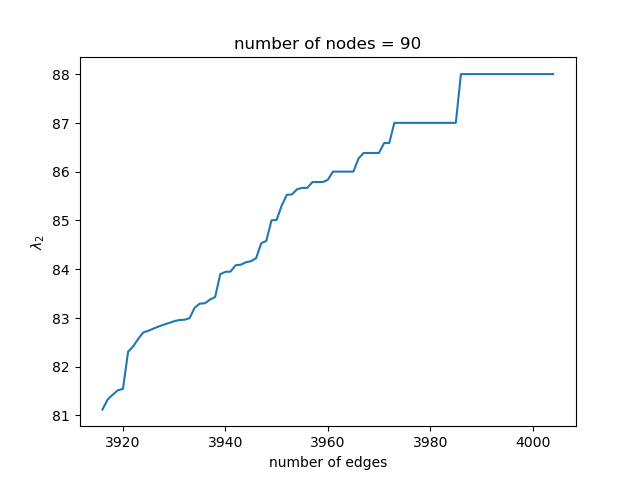 number of nodes = 90
λ₂
88
87
86
85
84
83
82
81
3920 3940 3960 3980 4000
number of edges